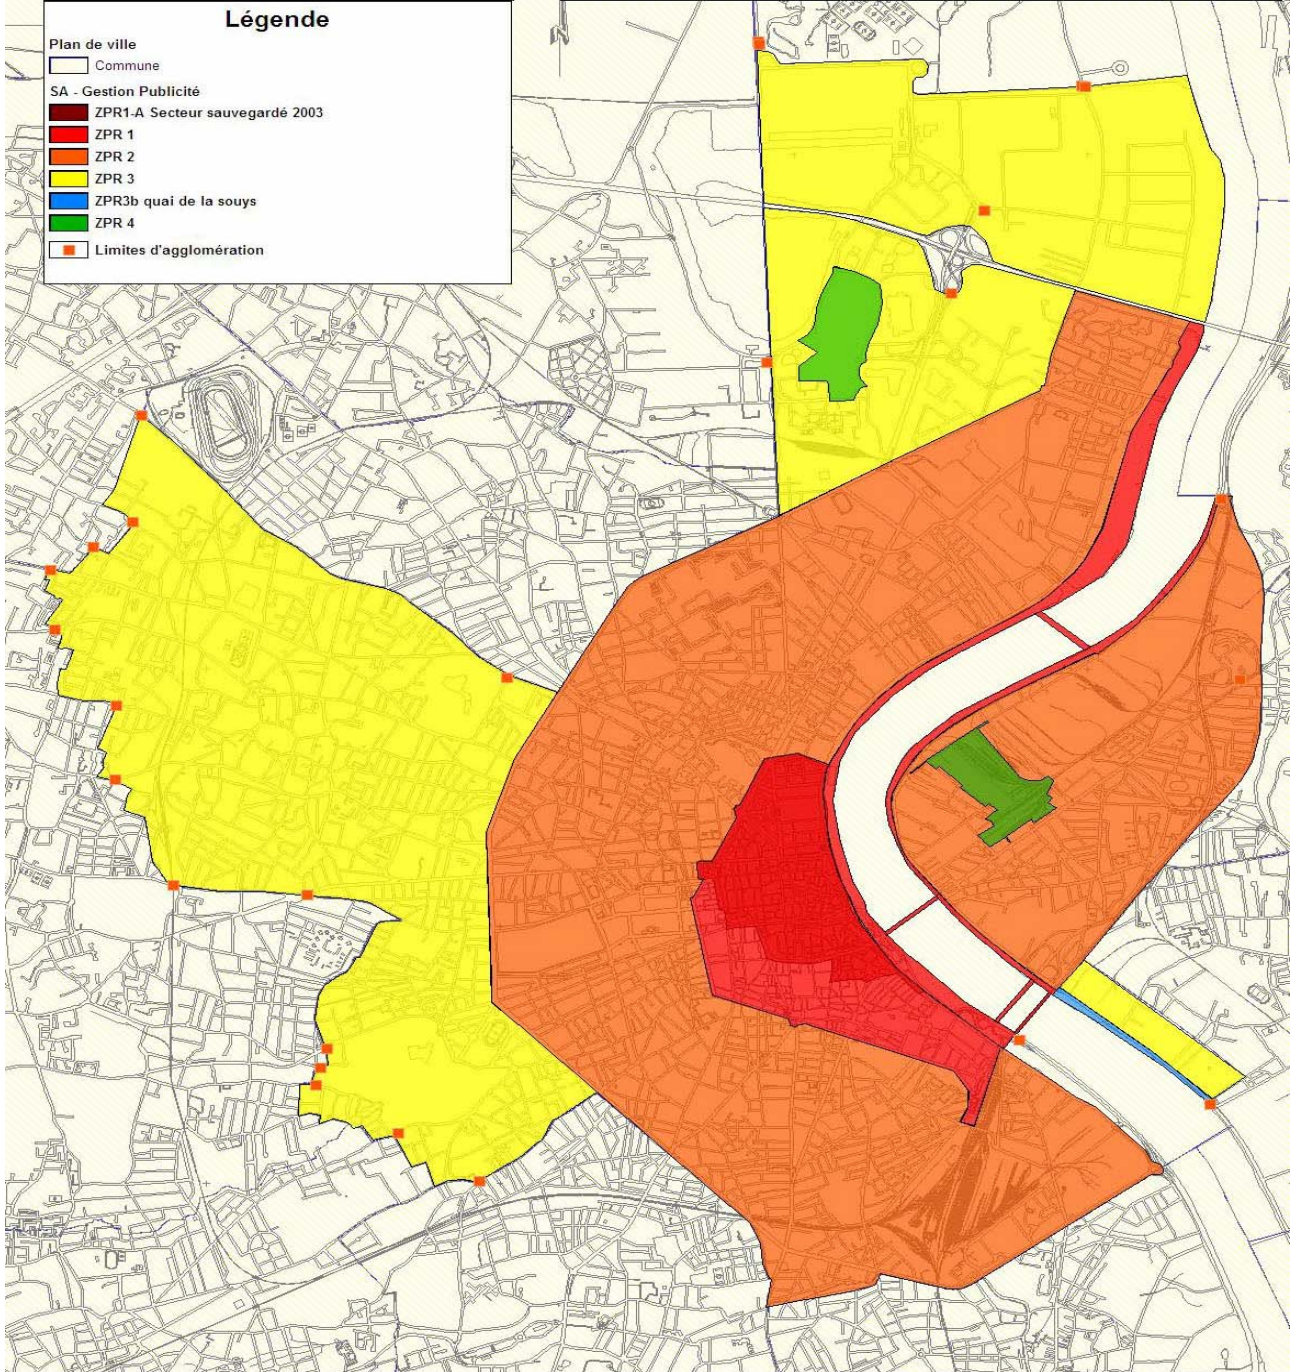 Légende
Plan de ville
Commune
SA - Gestion Publicité
ZPR1-A Secteur sauvegardé 2003
ZPR 1
ZPR 2
ZPR 3
ZPR3b quai de la souys
ZPR 4
Limites d'agglomération
N